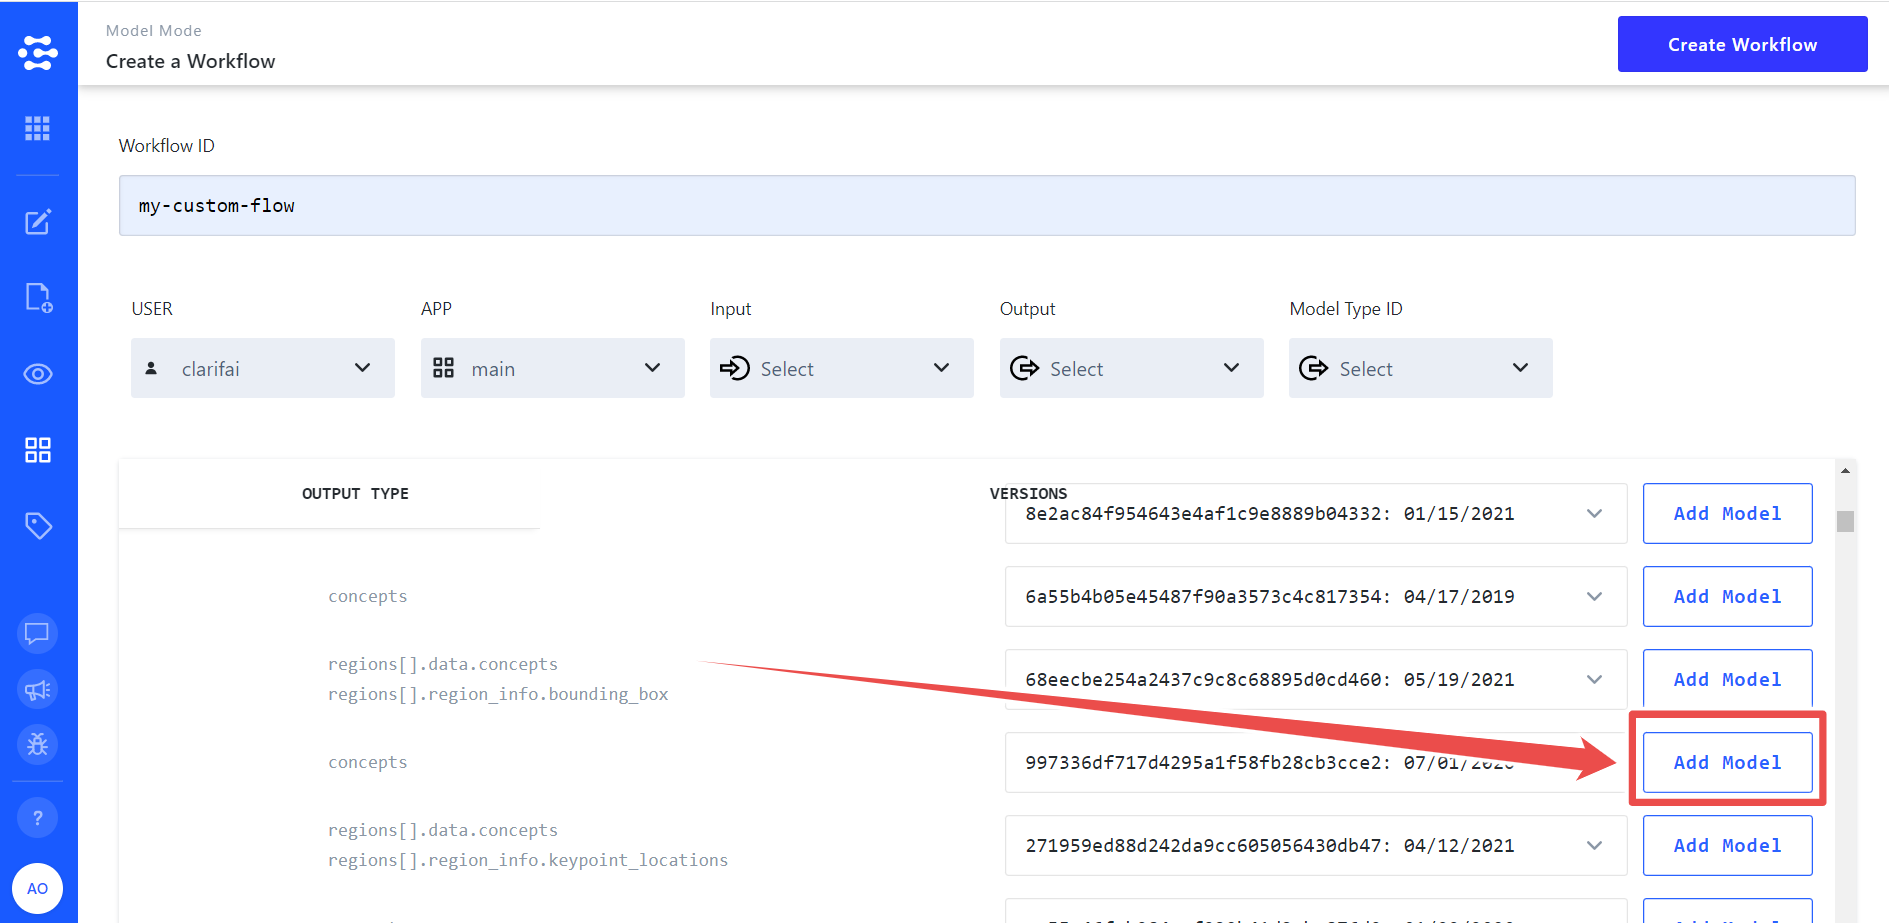 Model Mode
Create a Workflow
Create Workflow
Workflow ID
my-custom-flow
USER
APP
Input
Output
Model Type ID
clarifai
main
Select
Select
Select
OUTPUT TYPE
VERSIONS
8e2ac84f954643e4af1c9e8889b04332: 01/15/2021
Add Model
concepts
6a55b4b05e45487f90a3573c4c817354: 04/17/2019
Add Model
regions[].data.concepts
regions[].region_info.bounding_box
68eecbe254a2437c9c8c68895d0cd460: 05/19/2021
Add Model
concepts
997336df717d4295a1f58fb28cb3cce2:
Add Model
regions[].data.concepts
regions[].region_info.keypoint_locations
271959ed88d242da9cc605056430db47: 04/12/2021
Add Model
?
AO